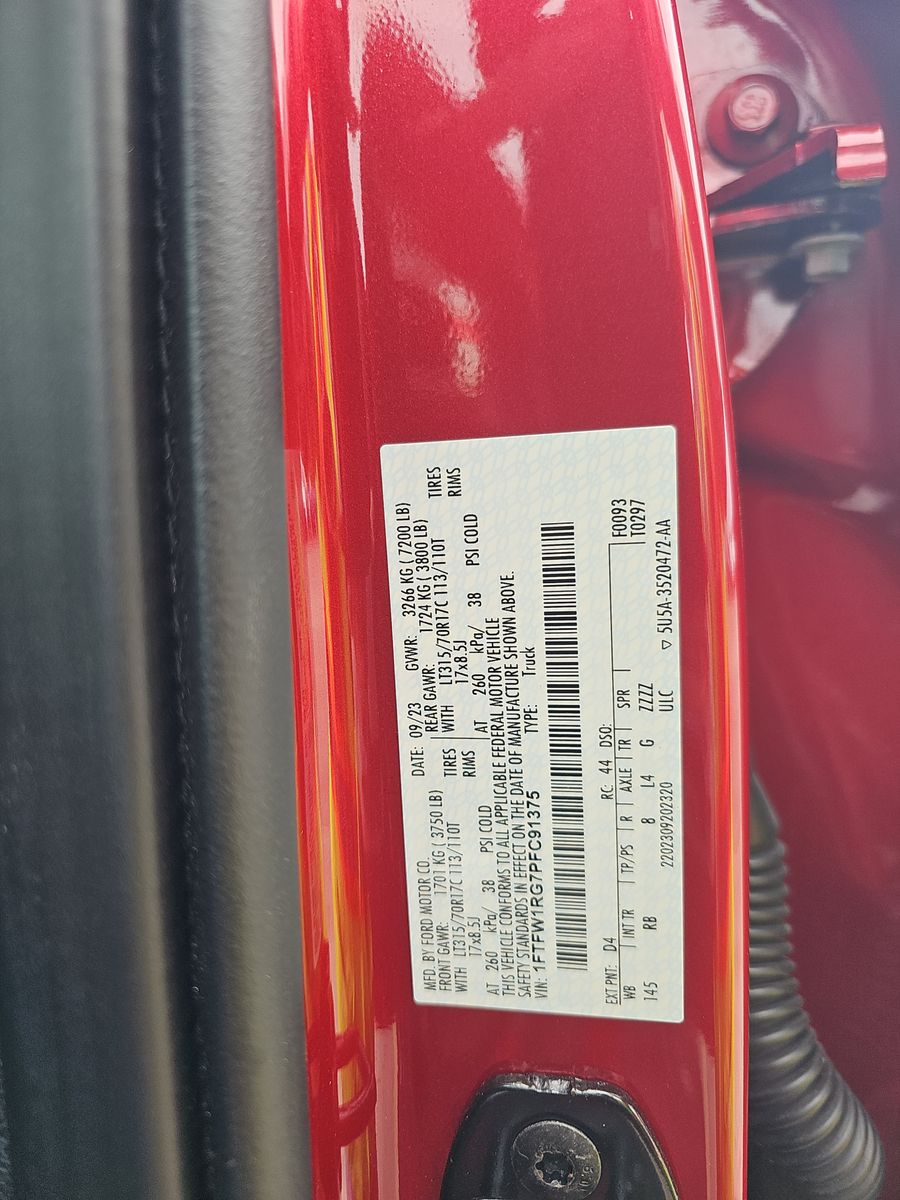 MFD. BY FORD MOTOR CO.
DATE: 09/23 GVWR: 3266 KG ( 7200 LB)
FRONT GAWR: 1701 KG ( 3750 LB) REAR GAWR: 1724 KG ( 3800 LB)
WITH LT315/70R17C 113/110T TIRES WITH LT315/70R17C 113/110T TIRES
17x8.5J RIMS 17x8.5J RIMS
AT 260 kPa/ 38 PSI COLD AT 260 kPa/ 38 PSI COLD
THIS VEHICLE CONFORMS TO ALL APPLICABLE FEDERAL MOTOR VEHICLE
SAFETY STANDARDS IN EFFECT ON THE DATE OF MANUFACTURE SHOWN ABOVE.
VIN: 1FTFW1RG7PFC91375 TYPE: Truck
EXT PNT: D4 RC: 44 DSO: F0093
WB INT TR TP/PS R AXLE TR SPR T0297
145 RB 8 L4 G ZZZZ
2202309202320 ULC ▽ 5U5A-3520472-AA